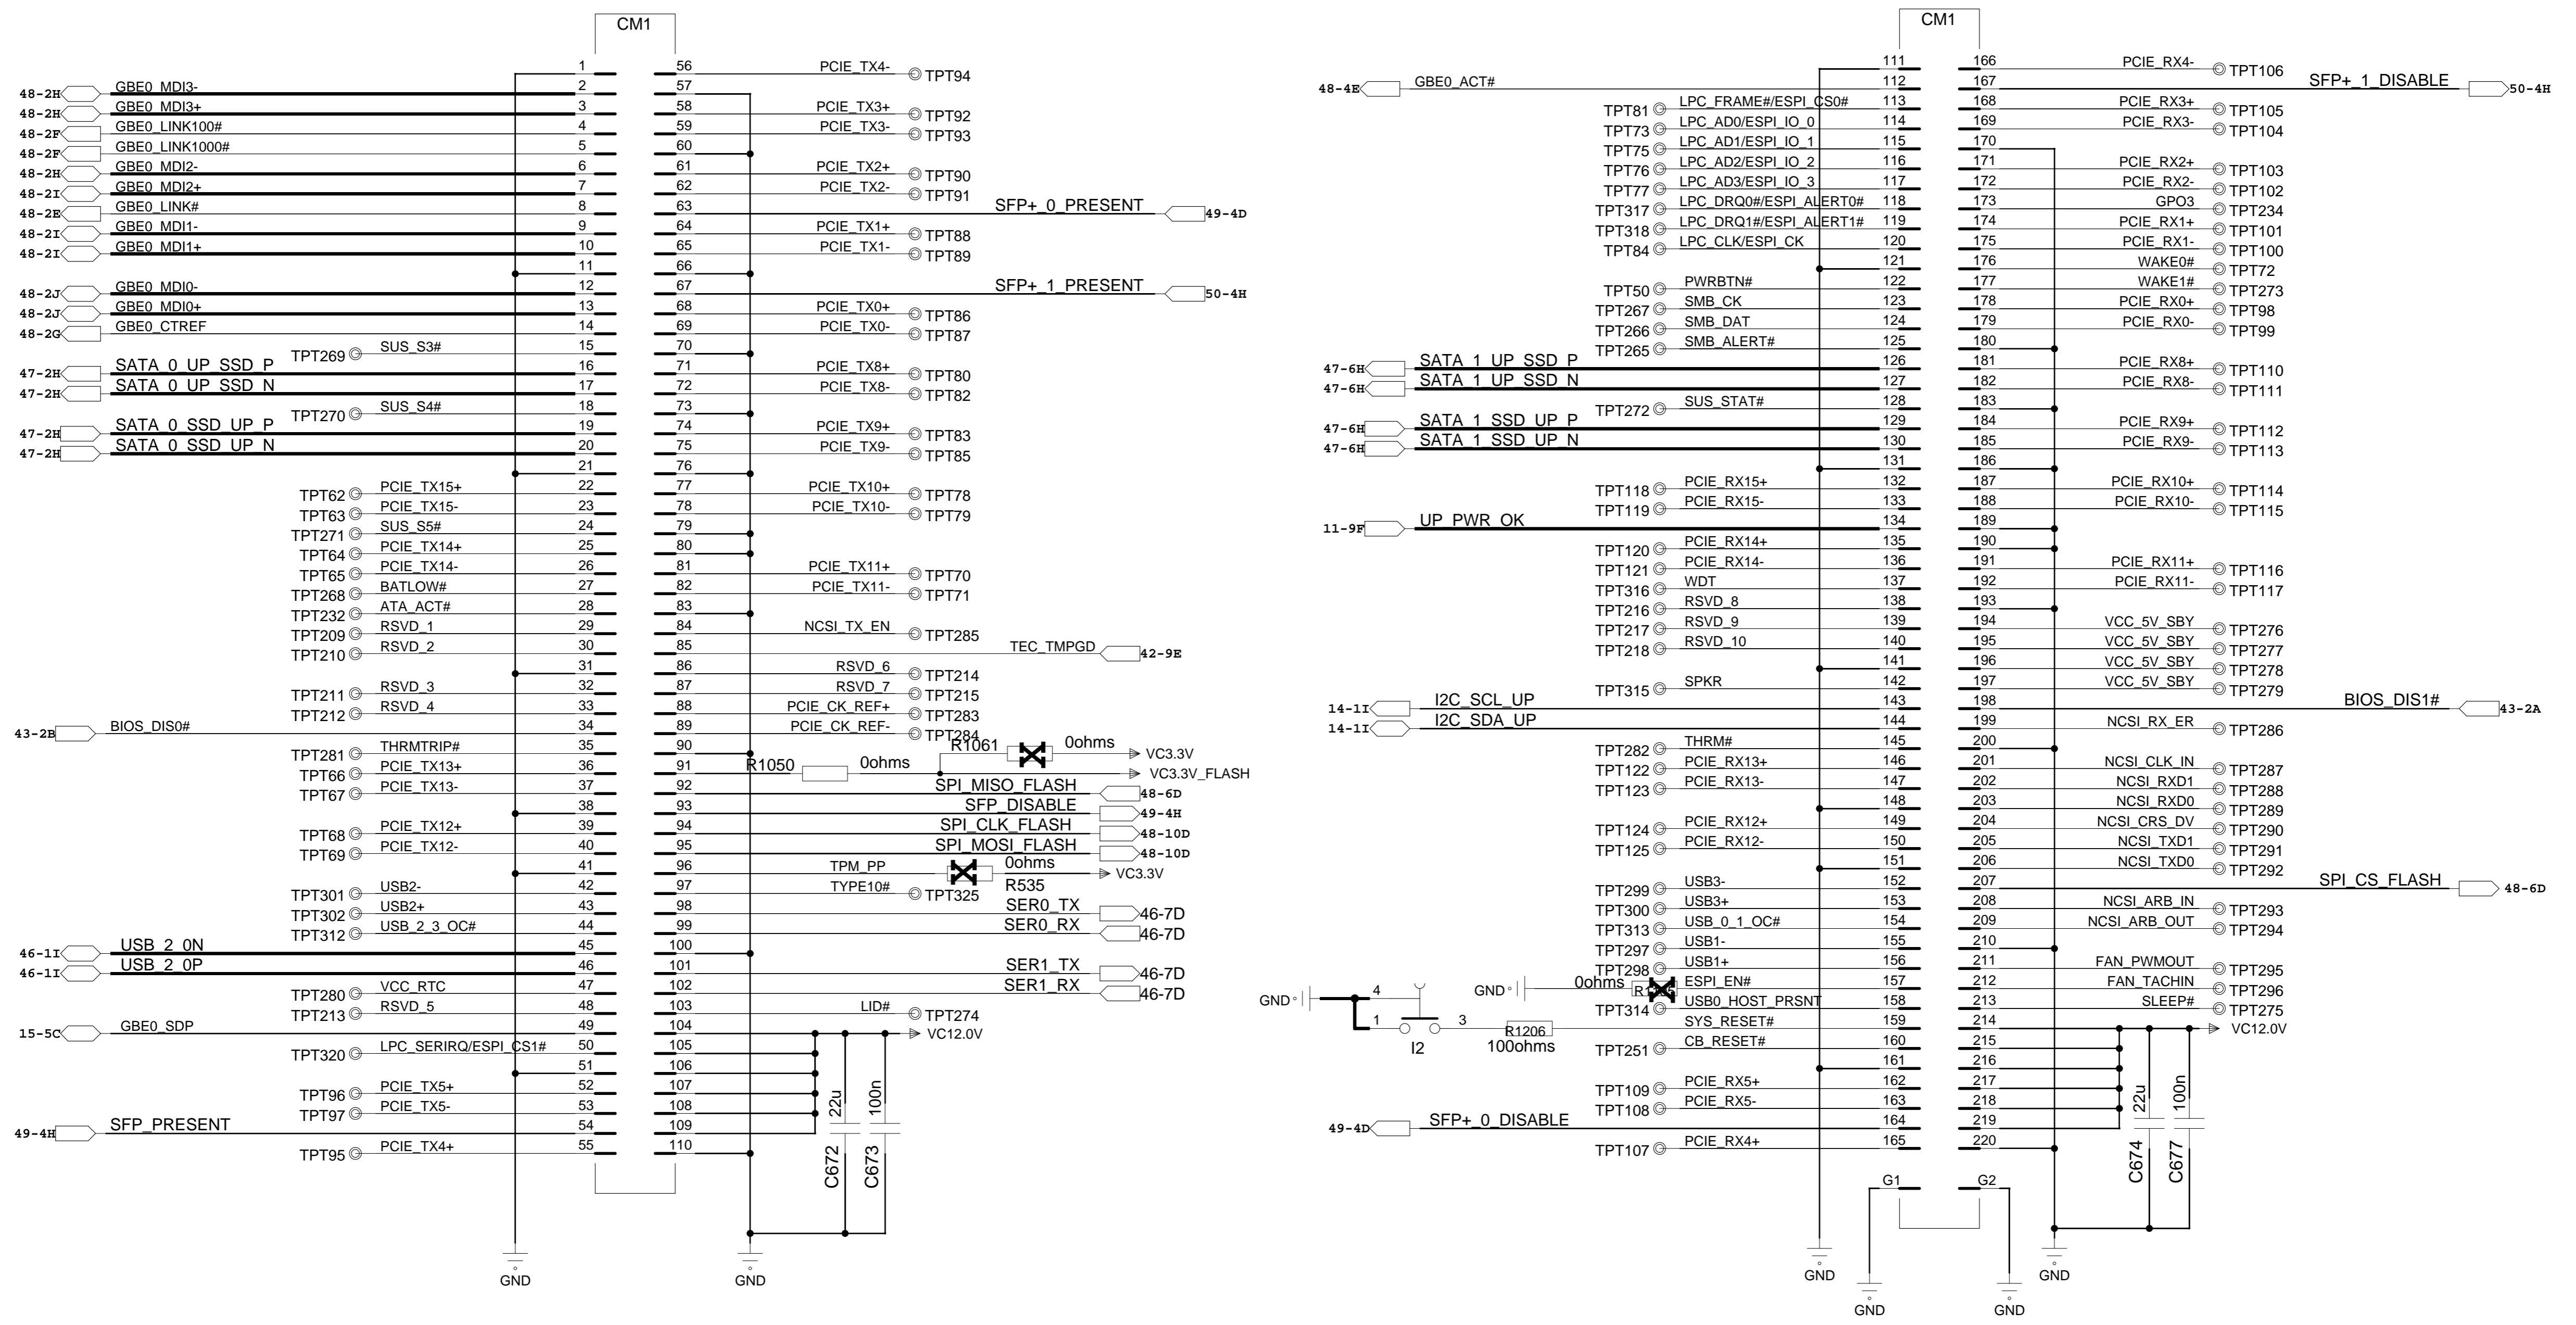 CM1
1 56 PCIE_TX4- TPT94
48-2H GBE0_MDI3- 2 57
48-2H GBE0_MDI3+ 3 58 PCIE_TX3+ TPT92
48-2F GBE0_LINK100# 4 59 PCIE_TX3- TPT93
48-2F GBE0_LINK1000# 5 60
48-2H GBE0_MDI2- 6 61 PCIE_TX2+ TPT90
48-2I GBE0_MDI2+ 7 62 PCIE_TX2- TPT91
48-2E GBE0_LINK# 8 63 SFP+_0_PRESENT 49-4D
48-2I GBE0_MDI1- 9 64 PCIE_TX1+ TPT88
48-2I GBE0_MDI1+ 10 65 PCIE_TX1- TPT89
11 66
48-2J GBE0_MDI0- 12 67 SFP+_1_PRESENT 50-4H
48-2J GBE0_MDI0+ 13 68 PCIE_TX0+ TPT86
48-2G GBE0_CTREF 14 69 PCIE_TX0- TPT87
TPT269 SUS_S3# 15 70
47-2H SATA_0_UP_SSD_P 16 71 PCIE_TX8+ TPT80
47-2H SATA_0_UP_SSD_N 17 72 PCIE_TX8- TPT82
TPT270 SUS_S4# 18 73
47-2H SATA_0_SSD_UP_P 19 74 PCIE_TX9+ TPT83
47-2H SATA_0_SSD_UP_N 20 75 PCIE_TX9- TPT85
21 76
TPT62 PCIE_TX15+ 22 77 PCIE_TX10+ TPT78
TPT63 PCIE_TX15- 23 78 PCIE_TX10- TPT79
TPT271 SUS_S5# 24 79
TPT64 PCIE_TX14+ 25 80
TPT65 PCIE_TX14- 26 81 PCIE_TX11+ TPT70
TPT268 BATLOW# 27 82 PCIE_TX11- TPT71
TPT232 ATA_ACT# 28 83
TPT209 RSVD_1 29 84 NCSI_TX_EN TPT285
TPT210 RSVD_2 30 85 TEC_TMPGD 42-9E
31 86 RSVD_6 TPT214
TPT211 RSVD_3 32 87 RSVD_7 TPT215
TPT212 RSVD_4 33 88 PCIE_CK_REF+ TPT283
43-2B BIOS_DIS0# 34 89 PCIE_CK_REF- TPT284
TPT281 THRMTRIP# 35 90 R1061 0ohms VC3.3V
TPT66 PCIE_TX13+ 36 91 R1050 0ohms VC3.3V_FLASH
TPT67 PCIE_TX13- 37 92 SPI_MISO_FLASH 48-6D
38 93 SFP_DISABLE 49-4H
TPT68 PCIE_TX12+ 39 94 SPI_CLK_FLASH 48-10D
TPT69 PCIE_TX12- 40 95 SPI_MOSI_FLASH 48-10D
41 96 TPM_PP 0ohms VC3.3V
TPT301 USB2- 42 97 TYPE10# TPT325 R535
TPT302 USB2+ 43 98 SER0_TX 46-7D
TPT312 USB_2_3_OC# 44 99 SER0_RX 46-7D
46-1I USB_2_0N 45 100
46-1I USB_2_0P 46 101 SER1_TX 46-7D
TPT280 VCC_RTC 47 102 SER1_RX 46-7D
TPT213 RSVD_5 48 103 LID# TPT274
15-5C GBE0_SDP 49 104 VC12.0V
TPT320 LPC_SERIRQ/ESPI_CS1# 50 105
51 106
TPT96 PCIE_TX5+ 52 107
TPT97 PCIE_TX5- 53 108 22u 100n
49-4H SFP_PRESENT 54 109
TPT95 PCIE_TX4+ 55 110 C672 C673
GND GND
CM1
111 166 PCIE_RX4- TPT106
48-4E GBE0_ACT# 112 167 SFP+_1_DISABLE 50-4H
TPT81 LPC_FRAME#/ESPI_CS0# 113 168 PCIE_RX3+ TPT105
TPT73 LPC_AD0/ESPI_IO_0 114 169 PCIE_RX3- TPT104
TPT75 LPC_AD1/ESPI_IO_1 115 170
TPT76 LPC_AD2/ESPI_IO_2 116 171 PCIE_RX2+ TPT103
TPT77 LPC_AD3/ESPI_IO_3 117 172 PCIE_RX2- TPT102
TPT317 LPC_DRQ0#/ESPI_ALERT0# 118 173 GPO3 TPT234
TPT318 LPC_DRQ1#/ESPI_ALERT1# 119 174 PCIE_RX1+ TPT101
TPT84 LPC_CLK/ESPI_CK 120 175 PCIE_RX1- TPT100
121 176 WAKE0# TPT72
TPT50 PWRBTN# 122 177 WAKE1# TPT273
TPT267 SMB_CK 123 178 PCIE_RX0+ TPT98
TPT266 SMB_DAT 124 179 PCIE_RX0- TPT99
TPT265 SMB_ALERT# 125 180
47-6H SATA_1_UP_SSD_P 126 181 PCIE_RX8+ TPT110
47-6H SATA_1_UP_SSD_N 127 182 PCIE_RX8- TPT111
TPT272 SUS_STAT# 128 183
47-6H SATA_1_SSD_UP_P 129 184 PCIE_RX9+ TPT112
47-6H SATA_1_SSD_UP_N 130 185 PCIE_RX9- TPT113
131 186
TPT118 PCIE_RX15+ 132 187 PCIE_RX10+ TPT114
TPT119 PCIE_RX15- 133 188 PCIE_RX10- TPT115
11-9F UP_PWR_OK 134 189
TPT120 PCIE_RX14+ 135 190
TPT121 PCIE_RX14- 136 191 PCIE_RX11+ TPT116
TPT316 WDT 137 192 PCIE_RX11- TPT117
TPT216 RSVD_8 138 193
TPT217 RSVD_9 139 194 VCC_5V_SBY TPT276
TPT218 RSVD_10 140 195 VCC_5V_SBY TPT277
141 196 VCC_5V_SBY TPT278
TPT315 SPKR 142 197 VCC_5V_SBY TPT279
14-1I I2C_SCL_UP 143 198 BIOS_DIS1# 43-2A
14-1I I2C_SDA_UP 144 199 NCSI_RX_ER TPT286
TPT282 THRM# 145 200
TPT122 PCIE_RX13+ 146 201 NCSI_CLK_IN TPT287
TPT123 PCIE_RX13- 147 202 NCSI_RXD1 TPT288
148 203 NCSI_RXD0 TPT289
TPT124 PCIE_RX12+ 149 204 NCSI_CRS_DV TPT290
TPT125 PCIE_RX12- 150 205 NCSI_TXD1 TPT291
151 206 NCSI_TXD0 TPT292
TPT299 USB3- 152 207 SPI_CS_FLASH 48-6D
TPT300 USB3+ 153 208 NCSI_ARB_IN TPT293
TPT313 USB_0_1_OC# 154 209 NCSI_ARB_OUT TPT294
TPT297 USB1- 155 210
TPT298 USB1+ 156 211 FAN_PWMOUT TPT295
GND 4 GND 0ohms ESPI_EN# 157 212 FAN_TACHIN TPT296
TPT314 USB0_HOST_PRSNT 158 213 SLEEP# TPT275
1 3 R1206 SYS_RESET# 159 214 VC12.0V
I2 100ohms TPT251 CB_RESET# 160 215
161 216
TPT109 PCIE_RX5+ 162 217
TPT108 PCIE_RX5- 163 218 22u 100n
49-4D SFP+_0_DISABLE 164 219
TPT107 PCIE_RX4+ 165 220 C674 C677
G1 G2
GND GND
GND GND